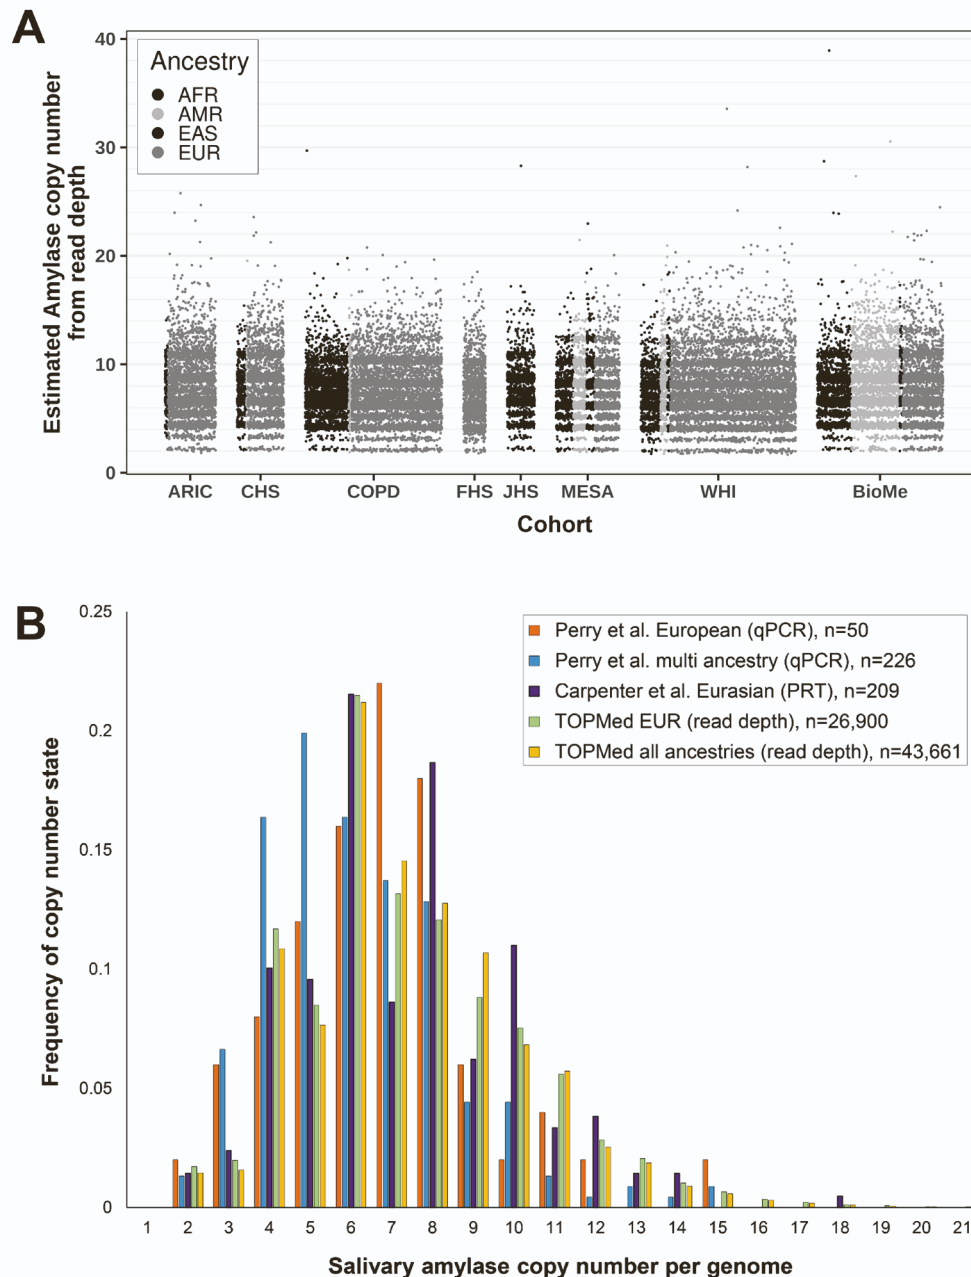 A
Estimated Amylase copy number
from read depth
40
30
20
10
0
Ancestry
AFR
AMR
EAS
EUR
ARIC CHS COPD FHS JHS MESA WHI BioMe
Cohort
B
Frequency of copy number state
0.25
0.2
0.15
0.1
0.05
0
Perry et al. European (qPCR), n=50
Perry et al. multi ancestry (qPCR), n=226
Carpenter et al. Eurasian (PRT), n=209
TOPMed EUR (read depth), n=26,900
TOPMed all ancestries (read depth), n=43,661
1 2 3 4 5 6 7 8 9 10 11 12 13 14 15 16 17 18 19 20 21
Salivary amylase copy number per genome